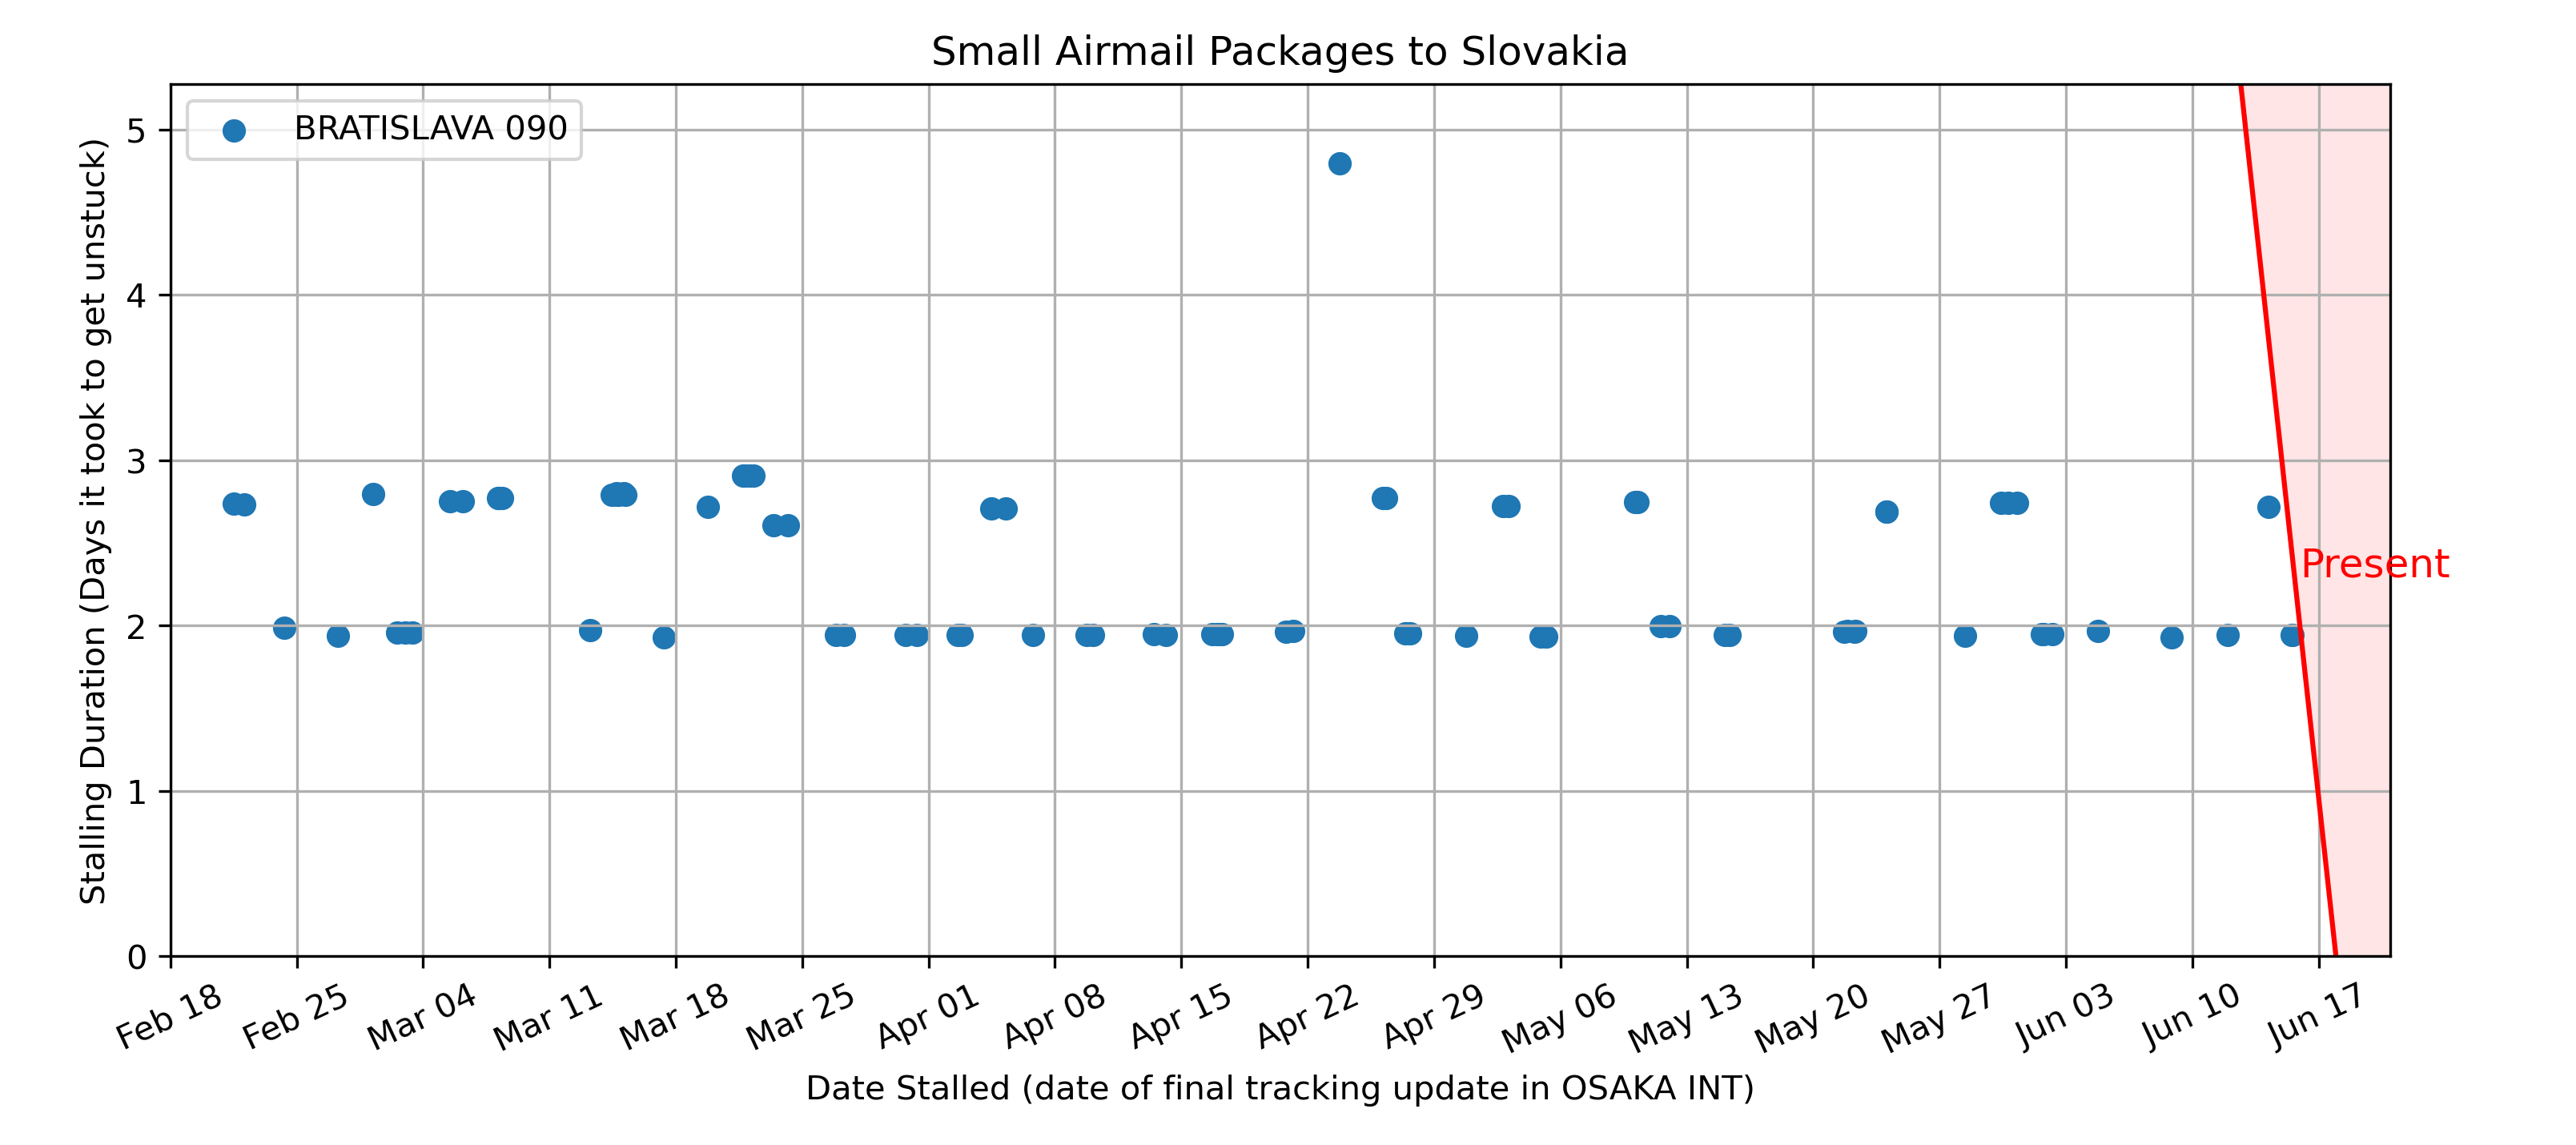 Small Airmail Packages to Slovakia
BRATISLAVA 090
Stalling Duration (Days it took to get unstuck)
5
4
3
2
1
0
Present
Feb 18
Feb 25
Mar 04
Mar 11
Mar 18
Mar 25
Apr 01
Apr 08
Apr 15
Apr 22
Apr 29
May 06
May 13
May 20
May 27
Jun 03
Jun 10
Jun 17
Date Stalled (date of final tracking update in OSAKA INT)